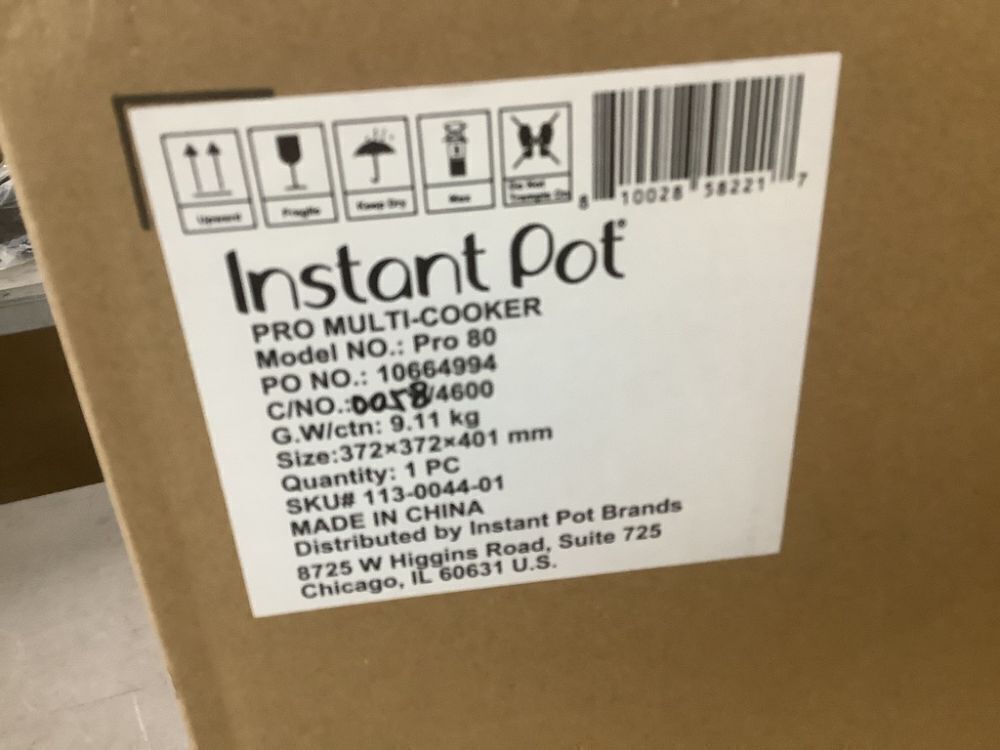 Upward
Fragile
Keep Dry
Max
Do Not
Trample On
8 10028 58221 7
Instant Pot®
PRO MULTI-COOKER
Model NO.: Pro 80
PO NO.: 10664994
C/NO.:0058/4600
G.W/ctn: 9.11 kg
Size:372×372×401 mm
Quantity: 1 PC
SKU# 113-0044-01
MADE IN CHINA
Distributed by Instant Pot Brands
8725 W Higgins Road, Suite 725
Chicago, IL 60631 U.S.